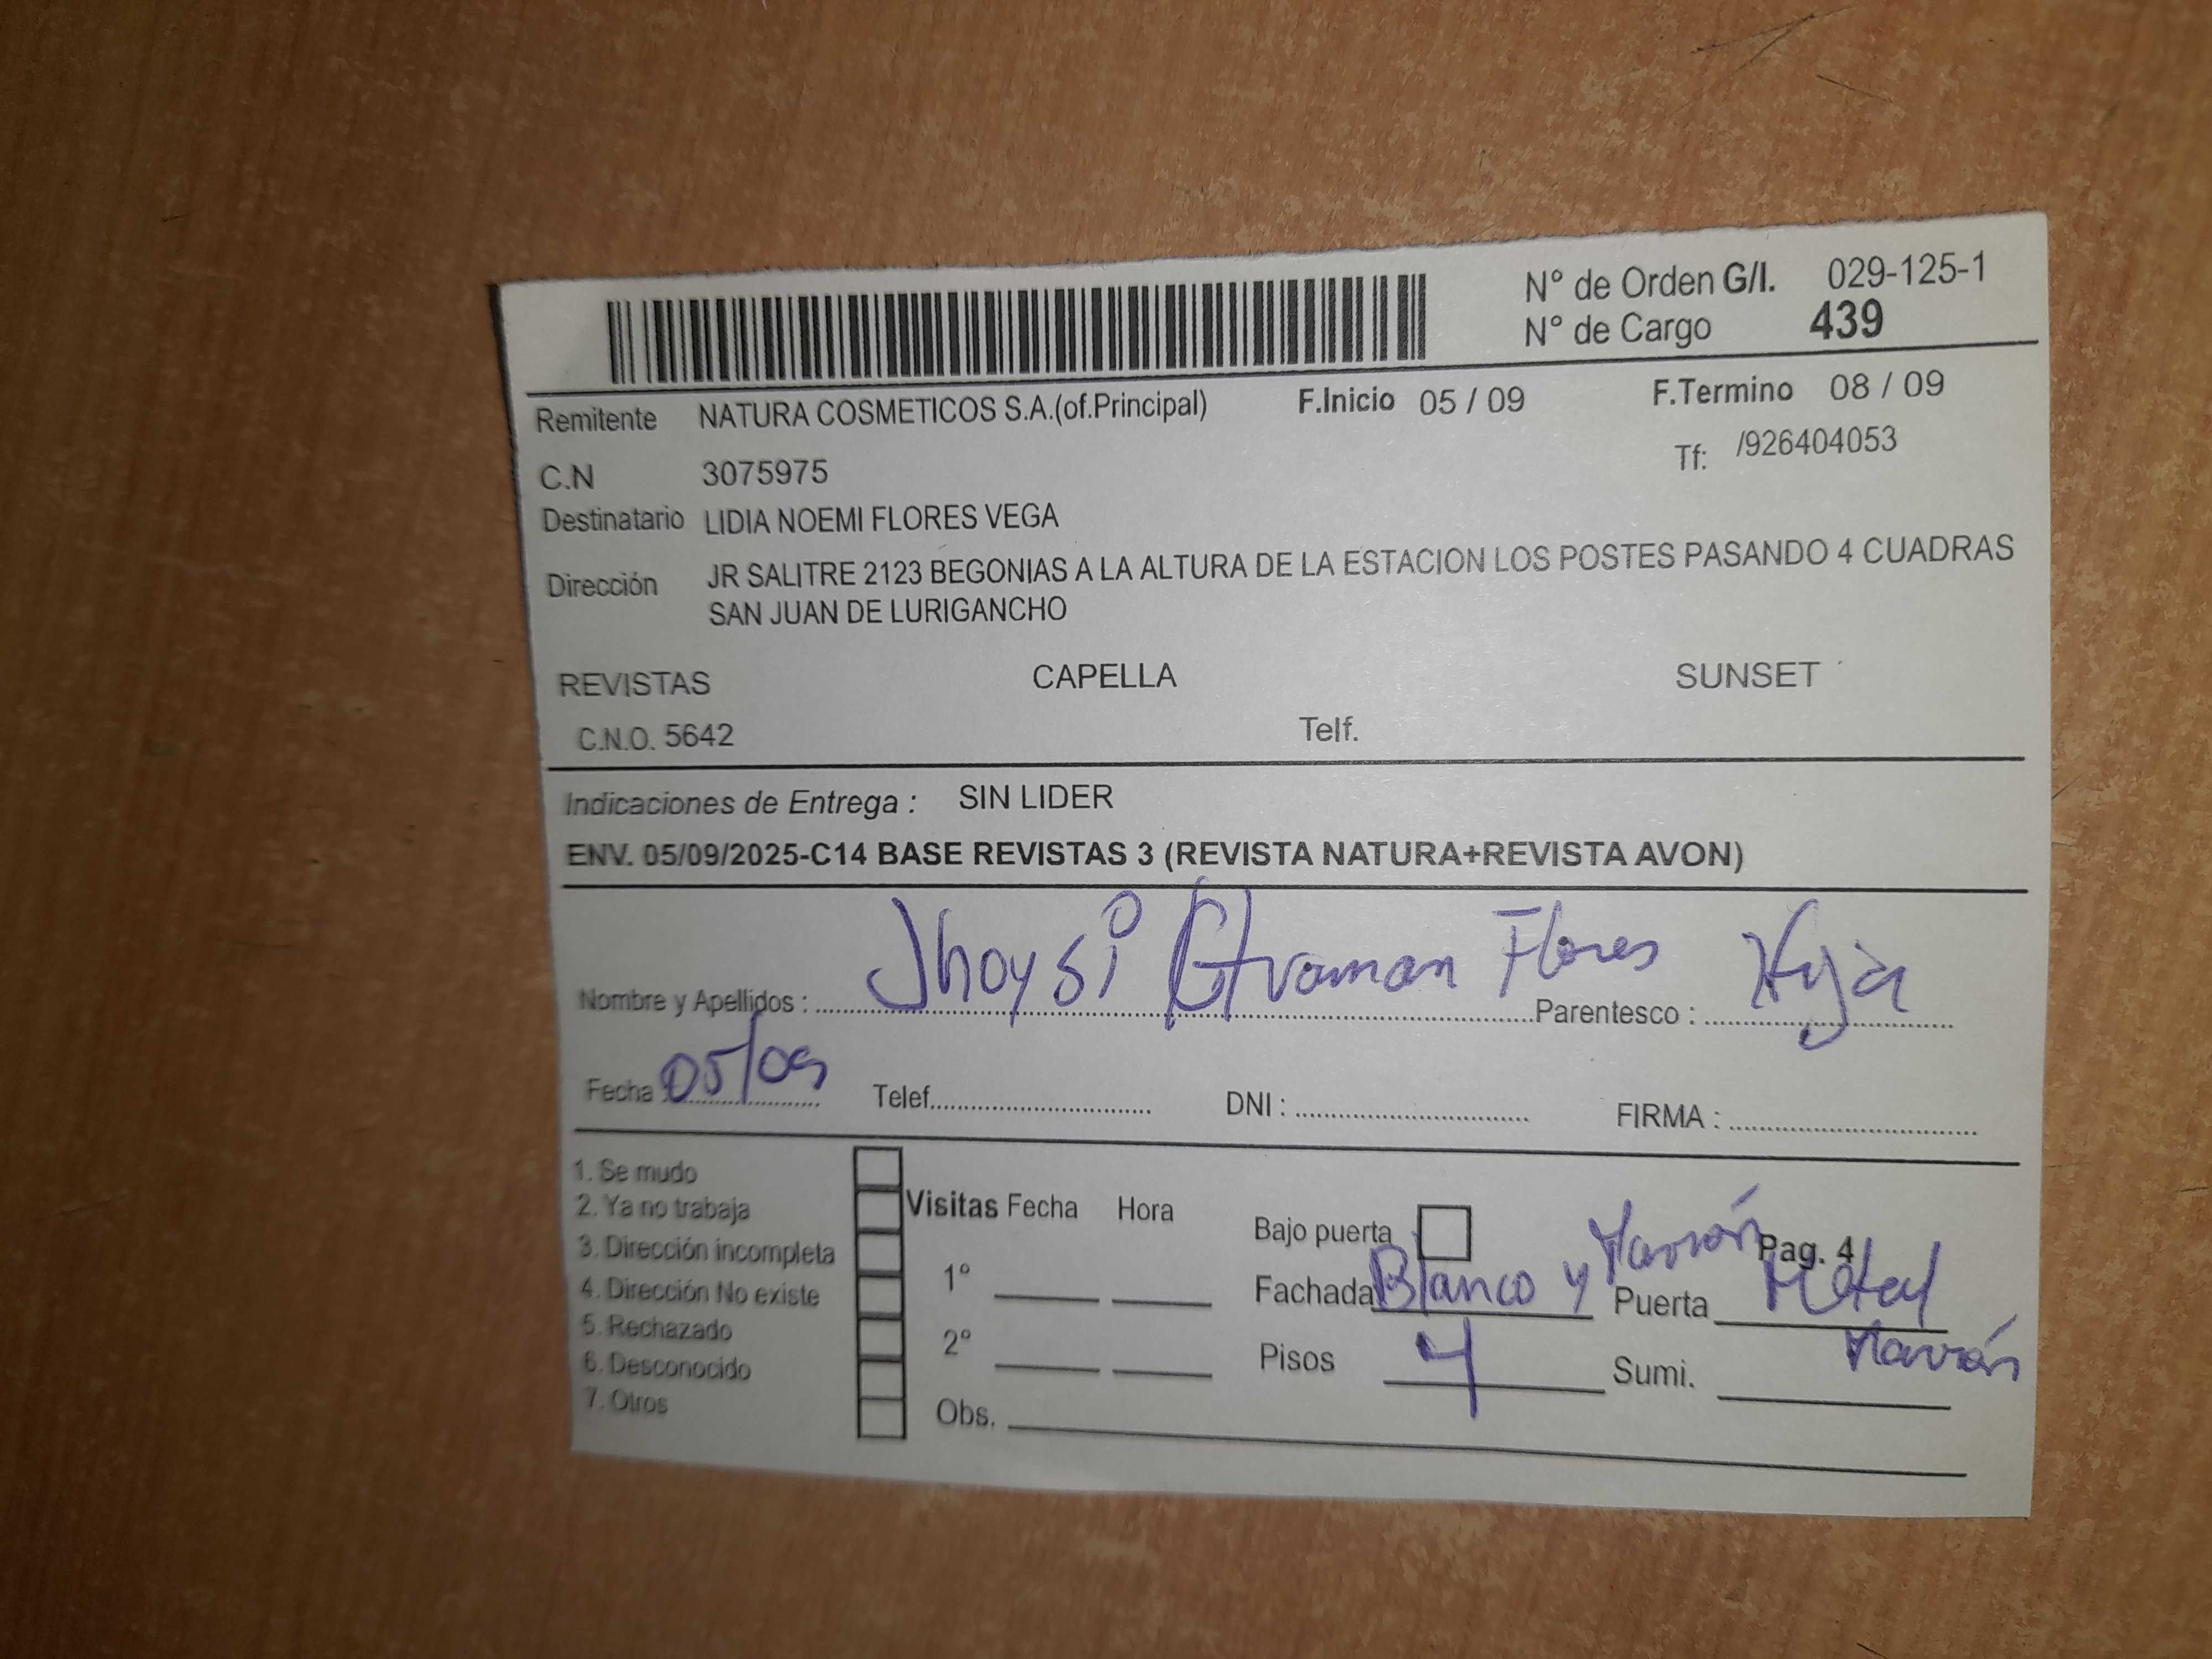 N° de Orden G/I. 029-125-1
N° de Cargo 439
Remitente NATURA COSMETICOS S.A.(of.Principal) F.Inicio 05 / 09 F.Termino 08 / 09
C.N 3075975 Tf: /926404053
Destinatario LIDIA NOEMI FLORES VEGA
Dirección JR SALITRE 2123 BEGONIAS A LA ALTURA DE LA ESTACION LOS POSTES PASANDO 4 CUADRAS
SAN JUAN DE LURIGANCHO
REVISTAS CAPELLA SUNSET
C.N.O. 5642 Telf.
Indicaciones de Entrega : SIN LIDER
ENV. 05/09/2025-C14 BASE REVISTAS 3 (REVISTA NATURA+REVISTA AVON)
Nombre y Apellidos : Jhoysi Flores Parentesco : Hija
Fecha : 05/09 Telef. DNI : FIRMA :
1. Se mudo
2. Ya no trabaja
3. Dirección incompleta
4. Dirección No existe
5. Rechazado
6. Desconocido
7. Otros
Visitas Fecha Hora
1°
2°
Obs.
Bajo puerta Pag. 4
Fachada Blanco y Marrón Puerta Metal Marrón
Pisos 4 Sumi.